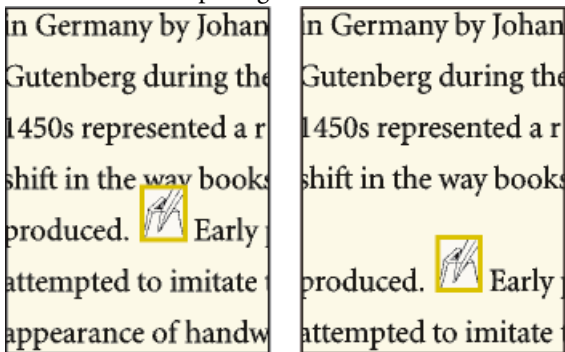 in Germany by Johan
Gutenberg during the
1450s represented a r
shift in the way books
produced. Early
attempted to imitate
appearance of handw
in Germany by Johan
Gutenberg during the
1450s represented a r
shift in the way books
produced. Early
attempted to imitate